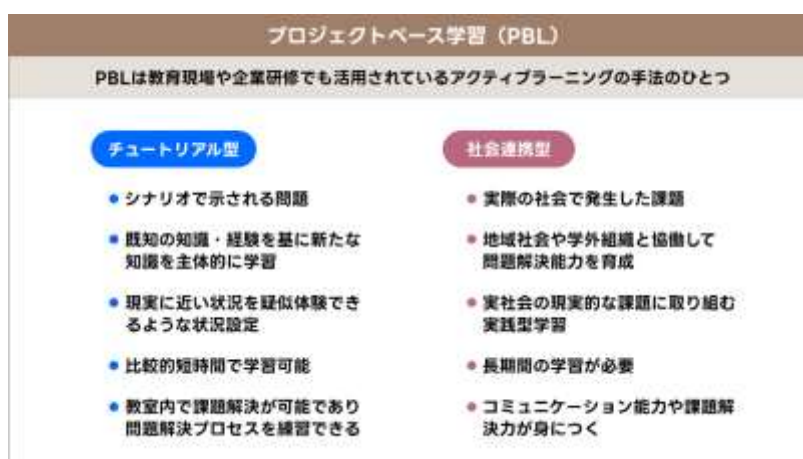 プロジェクトベース学習（PBL）
PBLは教育現場や企業研修でも活用されているアクティブラーニングの手法のひとつ
チュートリアル型
シナリオで示される問題
既知の知識・経験を基に新たな
知識を主体的に学習
現実に近い状況を疑似体験でき
るような状況設定
比較的短時間で学習可能
教室内で課題解決が可能であり
問題解決プロセスを練習できる
社会連携型
実際の社会で発生した課題
地域社会や学外組織と協働して
問題解決能力を育成
実社会の現実的な課題に取り組む
実践型学習
長期間の学習が必要
コミュニケーション能力や課題解
決力が身につく